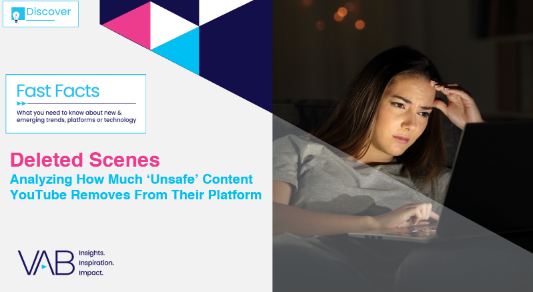 Discover
Fast Facts
What you need to know about new &
emerging trends, platforms or technology
Deleted Scenes
Analyzing How Much ‘Unsafe’ Content
YouTube Removes From Their Platform
VAB
Insights.
Inspiration.
Impact.